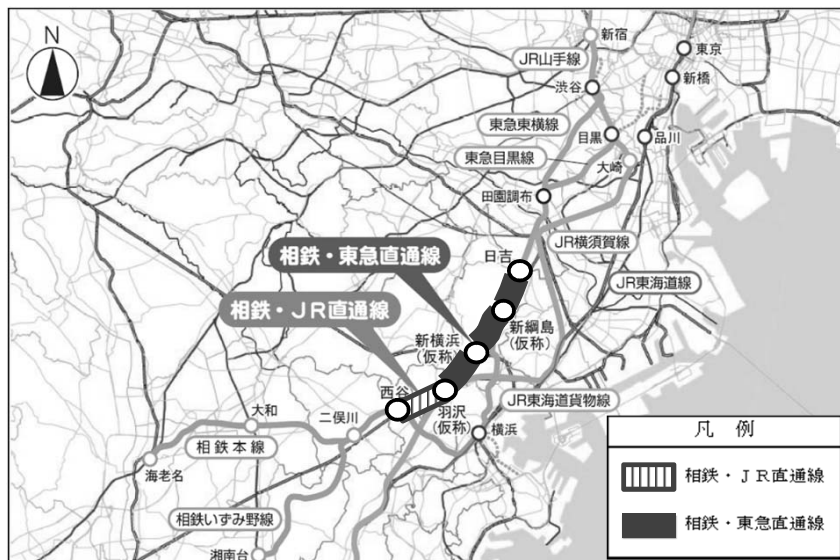 N
新宿
東京
JR山手線
新橋
渋谷
東急東横線
目黒
品川
東急目黒線
大崎
田園調布
日吉
JR横須賀線
相鉄・東急直通線
JR東海道線
相鉄・JR直通線
新綱島
(仮称)
新横浜
(仮称)
西谷
羽沢
(仮称)
JR東海道貨物線
大和
二俣川
横浜
相鉄本線
海老名
相鉄いずみ野線
湘南台
凡 例
相鉄・JR直通線
相鉄・東急直通線